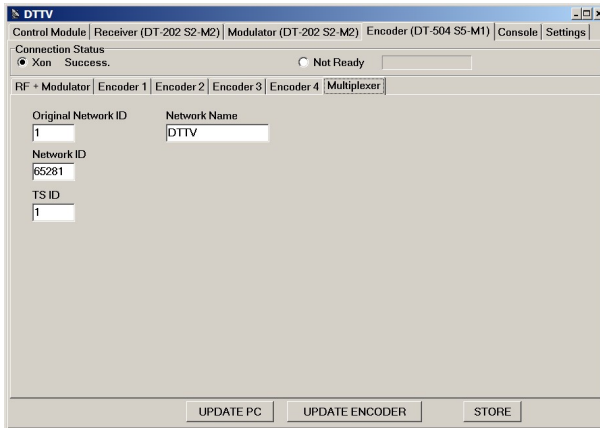 DTTV
Control Module Receiver (DT-202 S2-M2) Modulator (DT-202 S2-M2) Encoder (DT-504 S5-M1) Console Settings
Connection Status
Xon Success. Not Ready
RF + Modulator Encoder 1 Encoder 2 Encoder 3 Encoder 4 Multiplexer
Original Network ID Network Name
1 DTTV
Network ID
65281
TS ID
1
UPDATE PC UPDATE ENCODER STORE